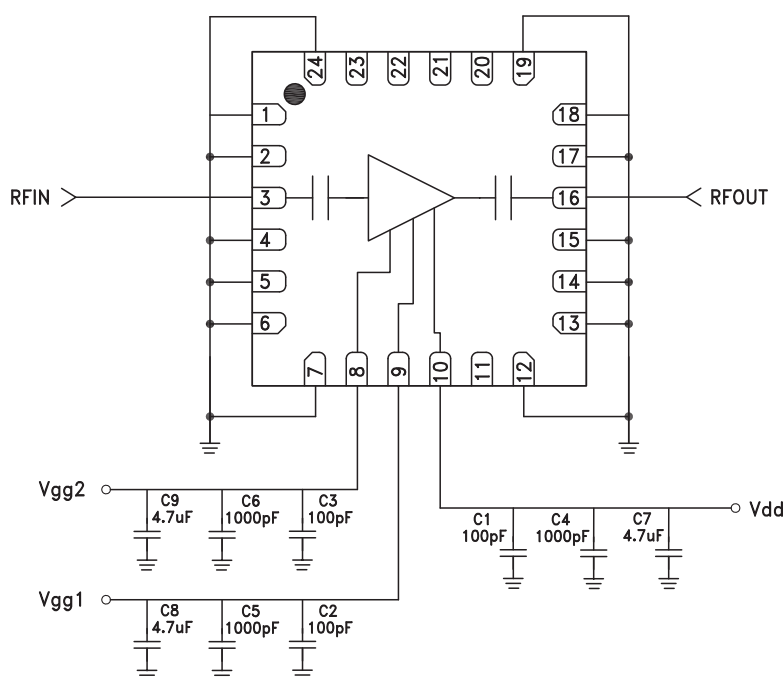 24 23 22 21 20 19
1 18
2 17
RFIN 3 16 RFOUT
4 15
5 14
6 13
7 8 9 10 11 12
Vgg2
C9
4.7uF
C6
1000pF
C3
100pF
C1
100pF
C4
1000pF
C7
4.7uF
Vdd
Vgg1
C8
4.7uF
C5
1000pF
C2
100pF